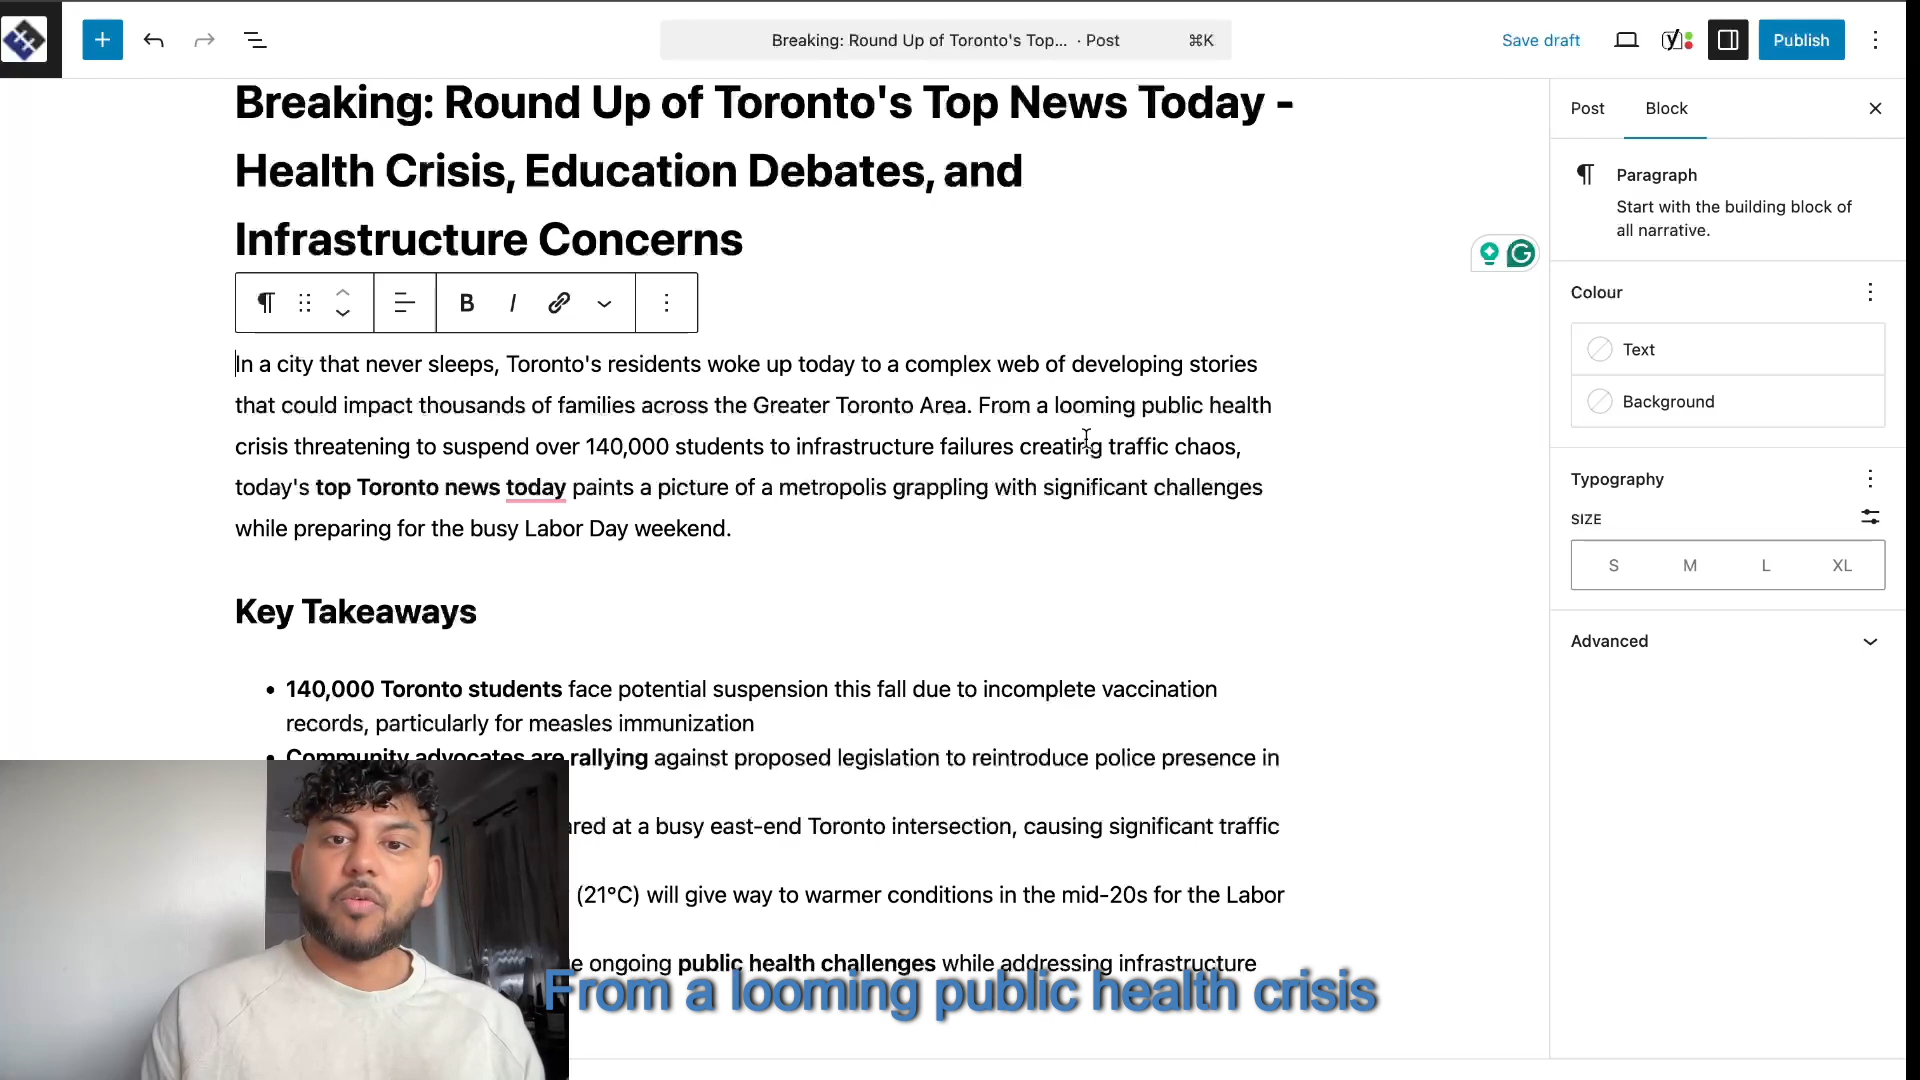 Breaking: Round Up of Toronto's Top... · Post
⌘K
Save draft
Publish
Breaking: Round Up of Toronto's Top News Today -
Health Crisis, Education Debates, and
Infrastructure Concerns
B I
In a city that never sleeps, Toronto's residents woke up today to a complex web of developing stories
that could impact thousands of families across the Greater Toronto Area. From a looming public health
crisis threatening to suspend over 140,000 students to infrastructure failures creating traffic chaos,
today's top Toronto news today paints a picture of a metropolis grappling with significant challenges
while preparing for the busy Labor Day weekend.
Key Takeaways
• 140,000 Toronto students face potential suspension this fall due to incomplete vaccination
records, particularly for measles immunization
• Community advocates are rallying against proposed legislation to reintroduce police presence in
at a busy east-end Toronto intersection, causing significant traffic
(21°C) will give way to warmer conditions in the mid-20s for the Labor
ongoing public health challenges while addressing infrastructure
From a looming public health crisis
Post
Block
Paragraph
Start with the building block of
all narrative.
Colour
Text
Background
Typography
SIZE
S M L XL
Advanced